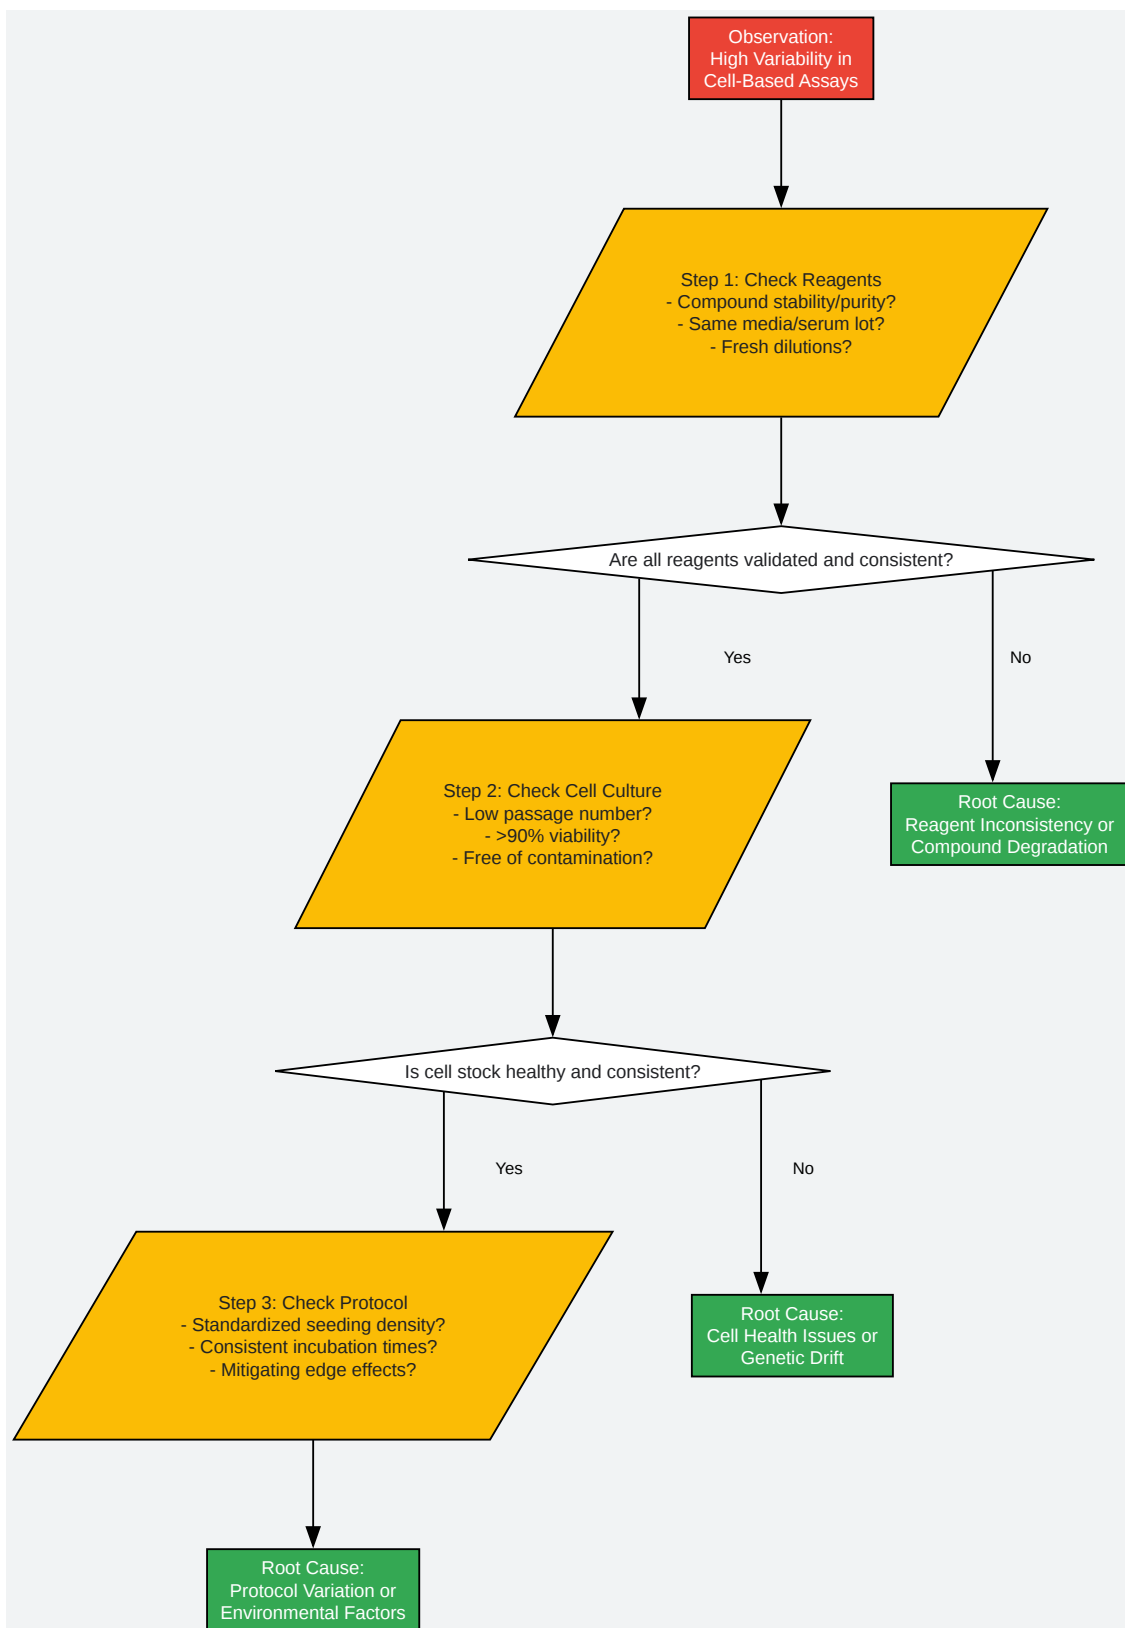 Observation:
High Variability in
Cell-Based Assays
Step 1: Check Reagents
- Compound stability/purity?
- Same media/serum lot?
- Fresh dilutions?
Are all reagents validated and consistent?
Yes
No
Step 2: Check Cell Culture
- Low passage number?
- >90% viability?
- Free of contamination?
Root Cause:
Reagent Inconsistency or
Compound Degradation
Is cell stock healthy and consistent?
Yes
No
Step 3: Check Protocol
- Standardized seeding density?
- Consistent incubation times?
- Mitigating edge effects?
Root Cause:
Cell Health Issues or
Genetic Drift
Root Cause:
Protocol Variation or
Environmental Factors